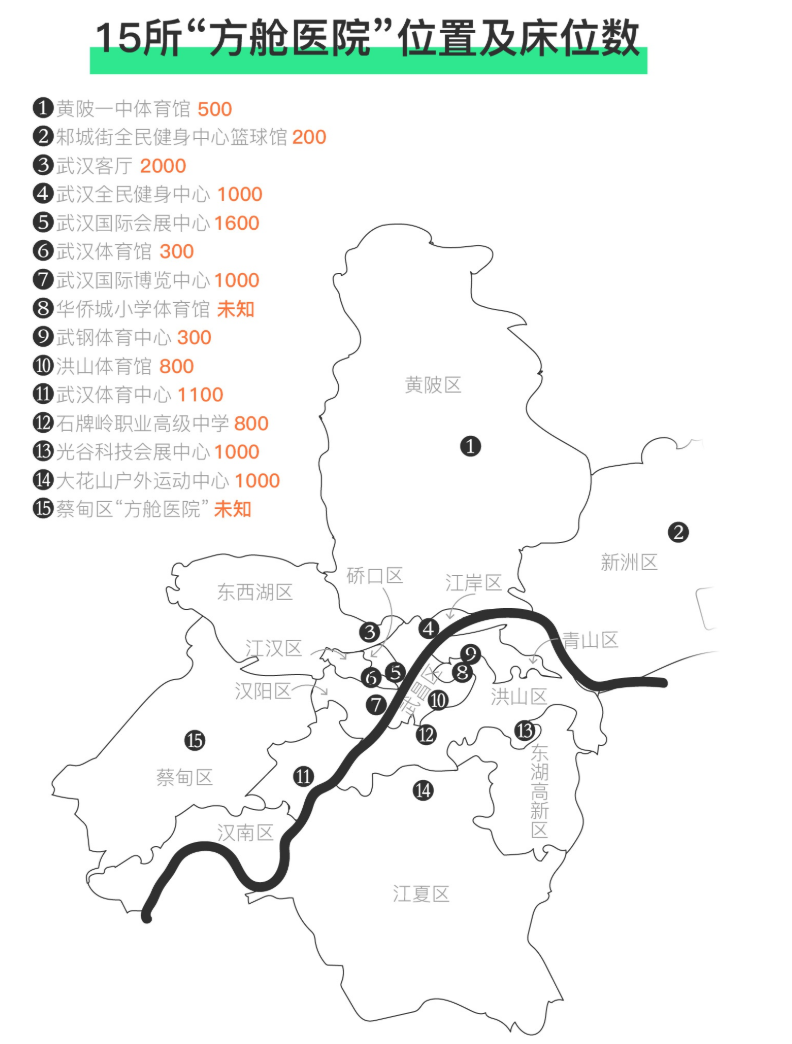 15所“方舱医院”位置及床位数
1 黄陂一中体育馆 500
2 邾城街全民健身中心篮球馆 200
3 武汉客厅 2000
4 武汉全民健身中心 1000
5 武汉国际会展中心 1600
6 武汉体育馆 300
7 武汉国际博览中心 1000
8 华侨城小学体育馆 未知
9 武钢体育中心 300
10 洪山体育馆 800
11 武汉体育中心 1100
12 石牌岭职业高级中学 800
13 光谷科技会展中心 1000
14 大花山户外运动中心 1000
15 蔡甸区“方舱医院” 未知
黄陂区
1
2
新洲区
硚口区
江岸区
东西湖区
3
4
青山区
江汉区
9
5
8
6
武昌区
汉阳区
洪山区
10
7
13
12
15
东湖高新区
蔡甸区
11
14
汉南区
江夏区